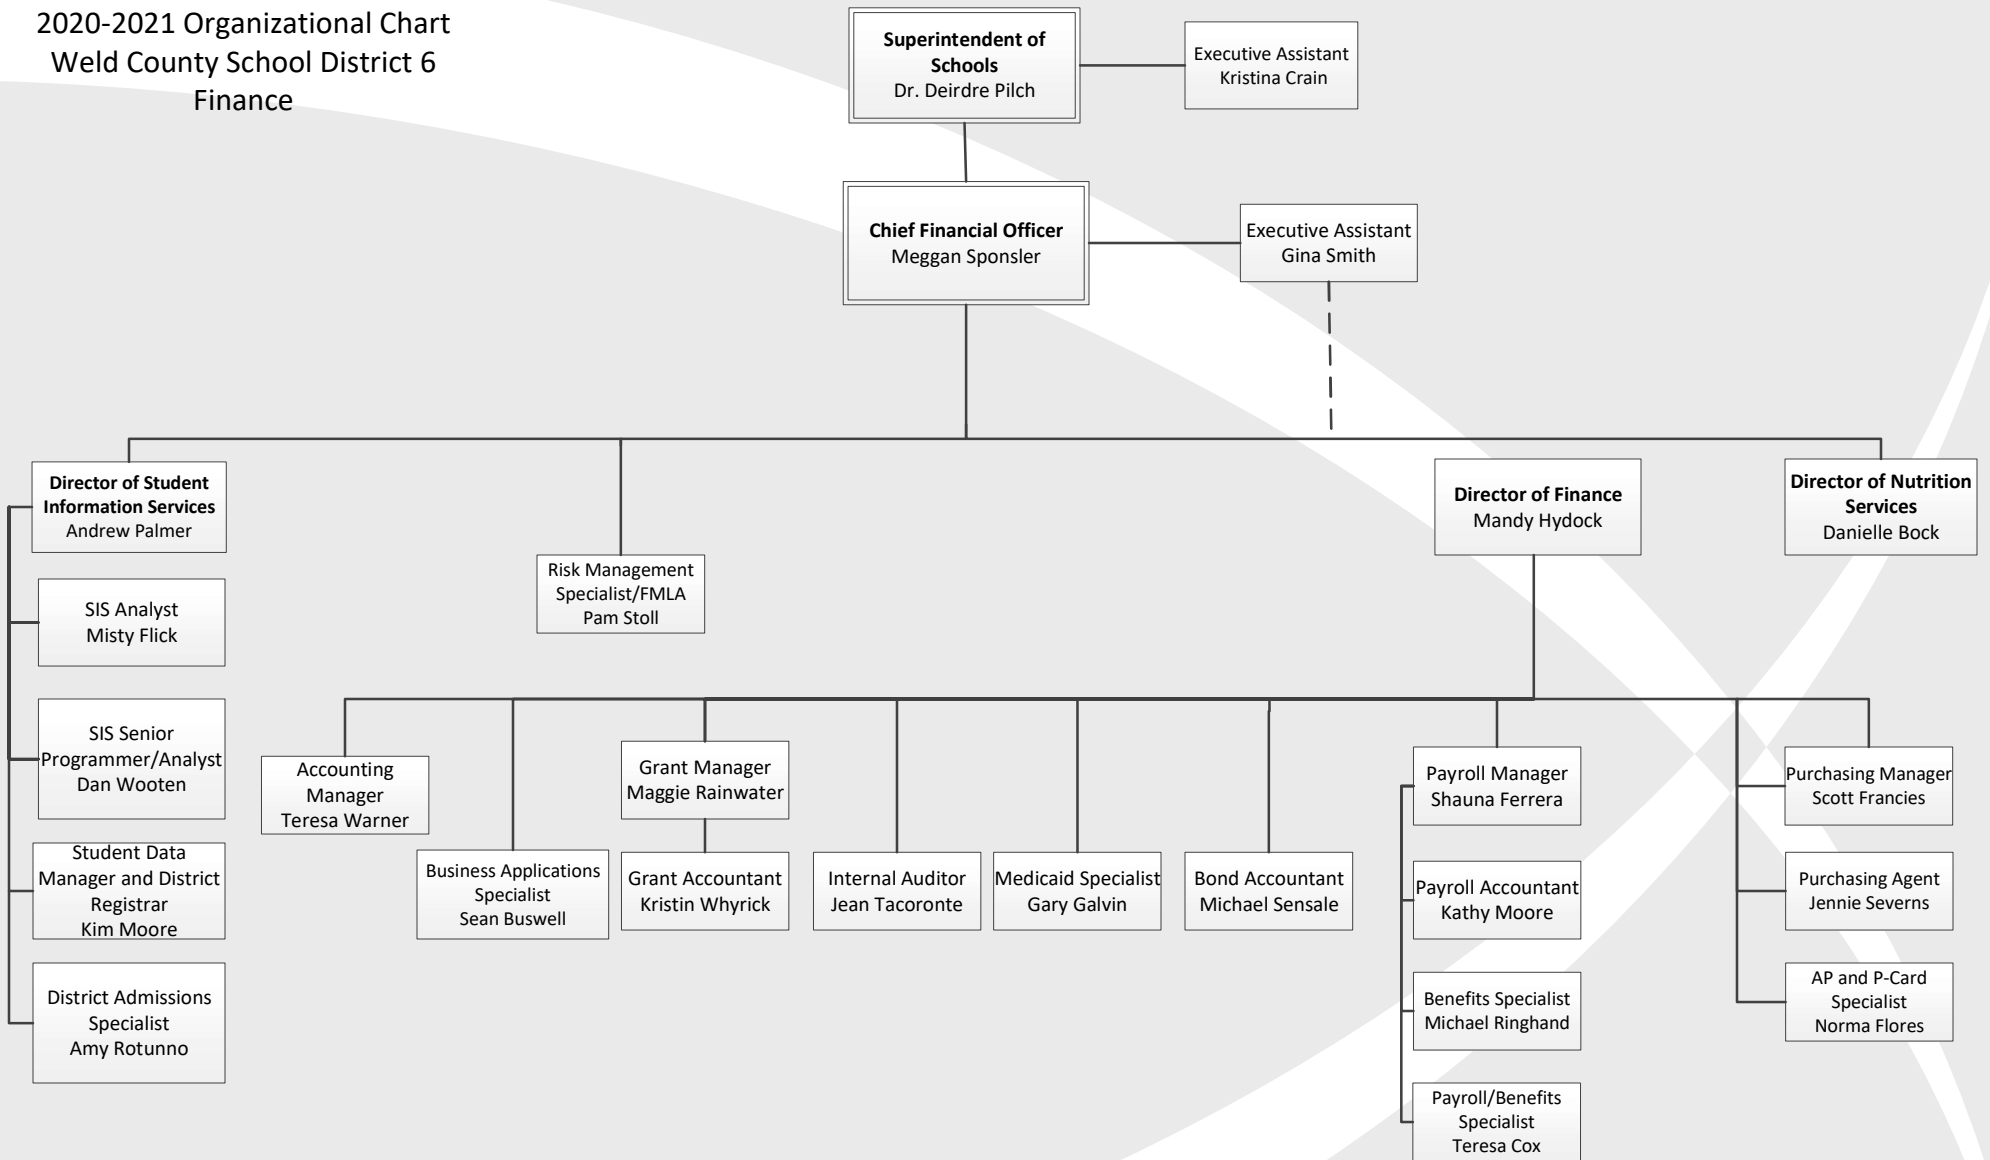 2020-2021 Organizational Chart
Weld County School District 6
Finance
Superintendent of
Schools
Dr. Deirdre Pilch
Executive Assistant
Kristina Crain
Chief Financial Officer
Meggan Sponsler
Executive Assistant
Gina Smith
Director of Student
Information Services
Andrew Palmer
Risk Management
Specialist/FMLA
Pam Stoll
Director of Finance
Mandy Hydock
Director of Nutrition
Services
Danielle Bock
SIS Analyst
Misty Flick
SIS Senior
Programmer/Analyst
Dan Wooten
Student Data
Manager and District
Registrar
Kim Moore
District Admissions
Specialist
Amy Rotunno
Accounting
Manager
Teresa Warner
Business Applications
Specialist
Sean Buswell
Grant Manager
Maggie Rainwater
Grant Accountant
Kristin Whyrick
Internal Auditor
Jean Tacoronte
Medicaid Specialist
Gary Galvin
Bond Accountant
Michael Sensale
Payroll Manager
Shauna Ferrera
Payroll Accountant
Kathy Moore
Benefits Specialist
Michael Ringhand
Payroll/Benefits
Specialist
Teresa Cox
Purchasing Manager
Scott Francies
Purchasing Agent
Jennie Severns
AP and P-Card
Specialist
Norma Flores